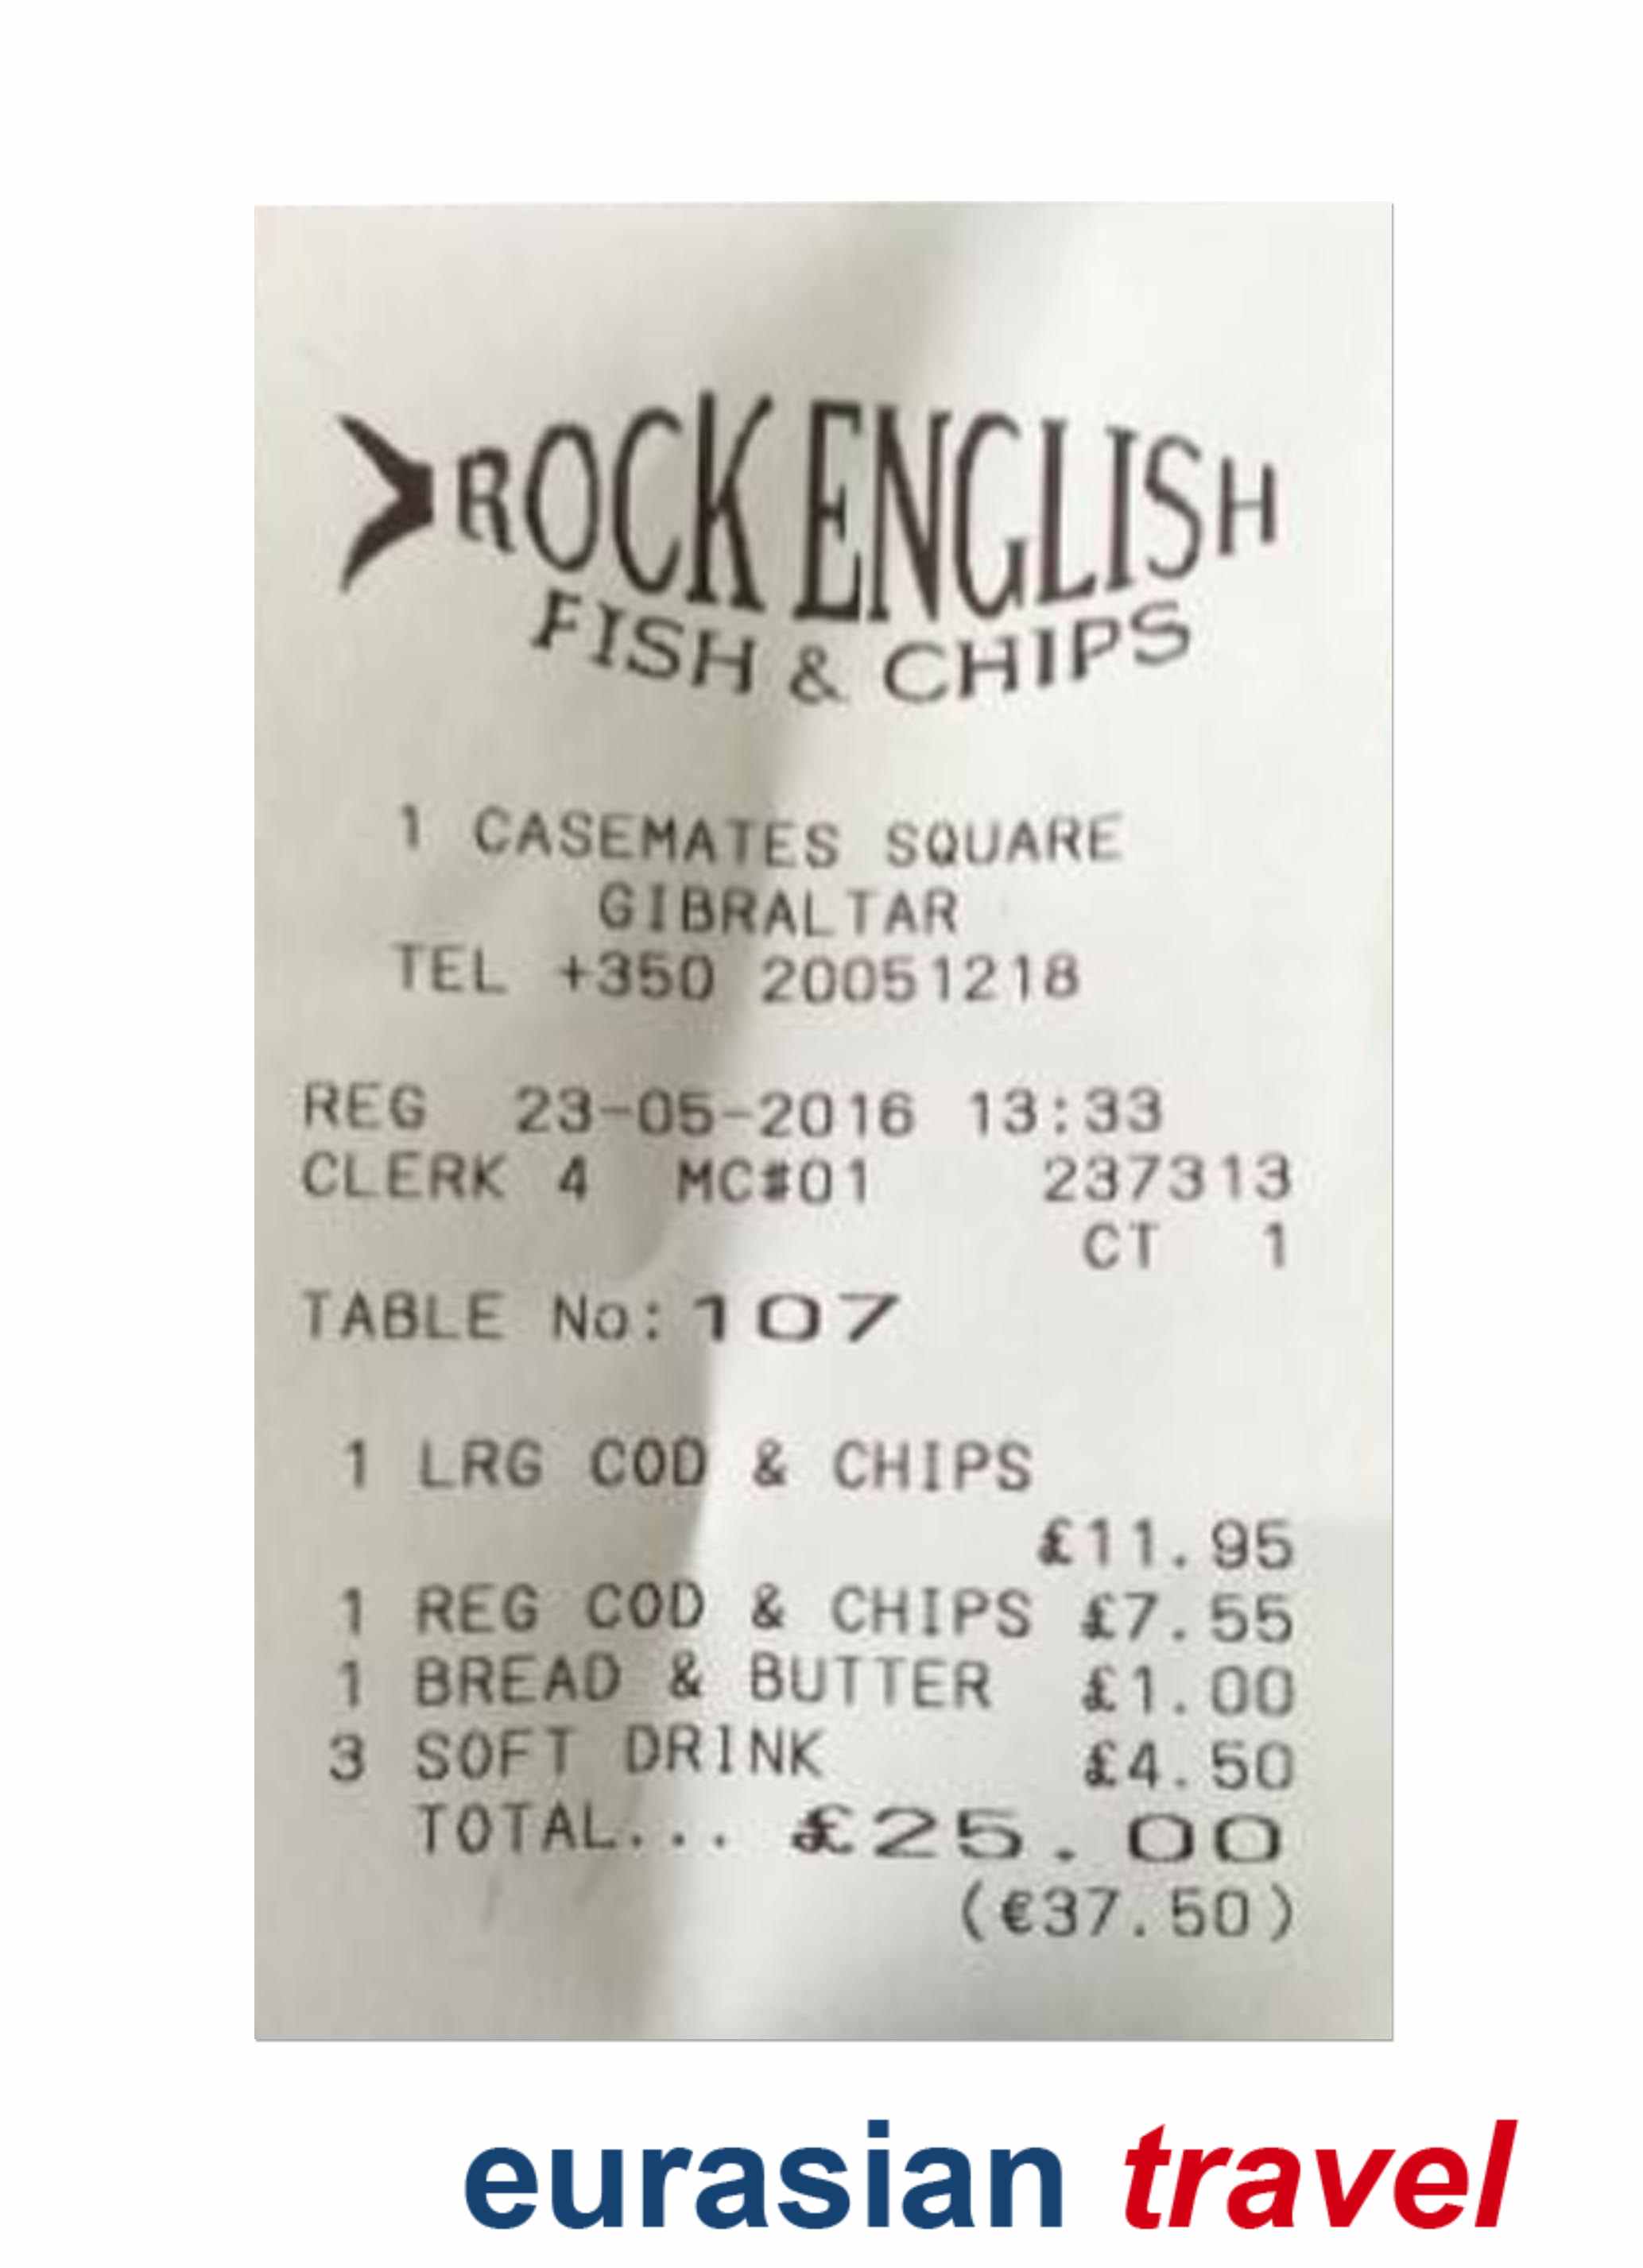 ROCK ENGLISH
FISH & CHIPS
1 CASEMATES SQUARE
GIBRALTAR
TEL +350 20051218
REG 23-05-2016 13:33
CLERK 4 MC#01 237313
CT 1
TABLE No: 107
1 LRG COD & CHIPS
£11.95
1 REG COD & CHIPS £7.55
1 BREAD & BUTTER £1.00
3 SOFT DRINK £4.50
TOTAL... £25.00
(€37.50)
eurasian travel